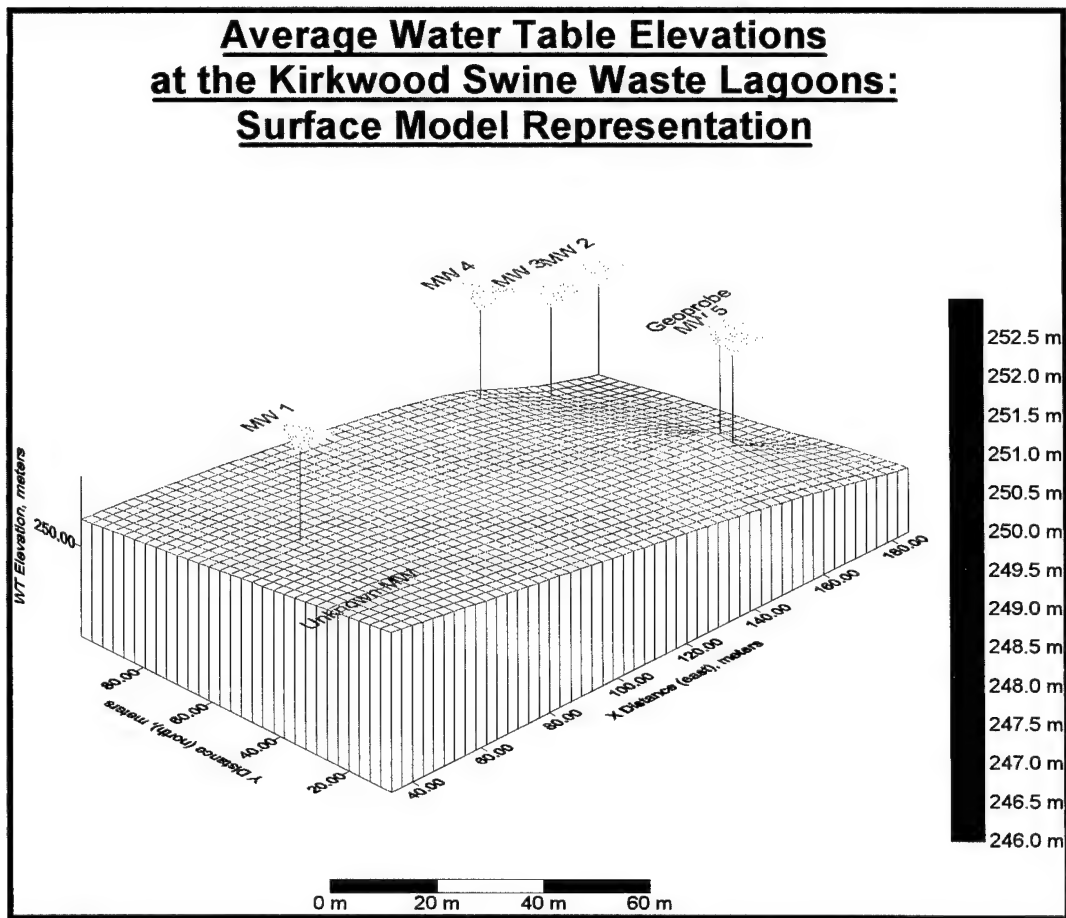 Average Water Table Elevations
at the Kirkwood Swine Waste Lagoons:
Surface Model Representation
MW 4
MW 3
MW 2
Geoprobe
MW 5
MW 1
Unknown MW
WT Elevation, meters
250.00
80.00
60.00
40.00
20.00
Y Distance (north), meters
40.00
60.00
80.00
100.00
120.00
140.00
160.00
180.00
X Distance (east), meters
252.5 m
252.0 m
251.5 m
251.0 m
250.5 m
250.0 m
249.5 m
249.0 m
248.5 m
248.0 m
247.5 m
247.0 m
246.5 m
246.0 m
0 m 20 m 40 m 60 m